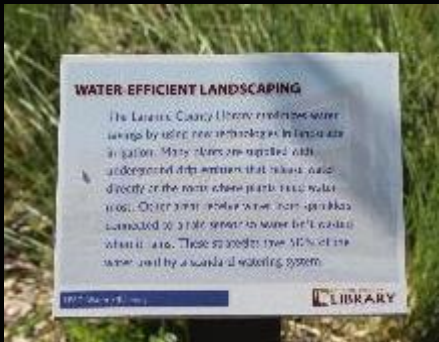 WATER EFFICIENT LANDSCAPING
The Laramie County Library maximizes water
savings by using new technologies in landscape
irrigation. Many plants are supplied with
underground drip emitters that release water
directly at the roots where plants need water
most. Other areas receive water from sprinklers
connected to a rain sensor so water isn't wasted
when it rains. These strategies save 50% of the
water used by a standard watering system.
LIBRARY